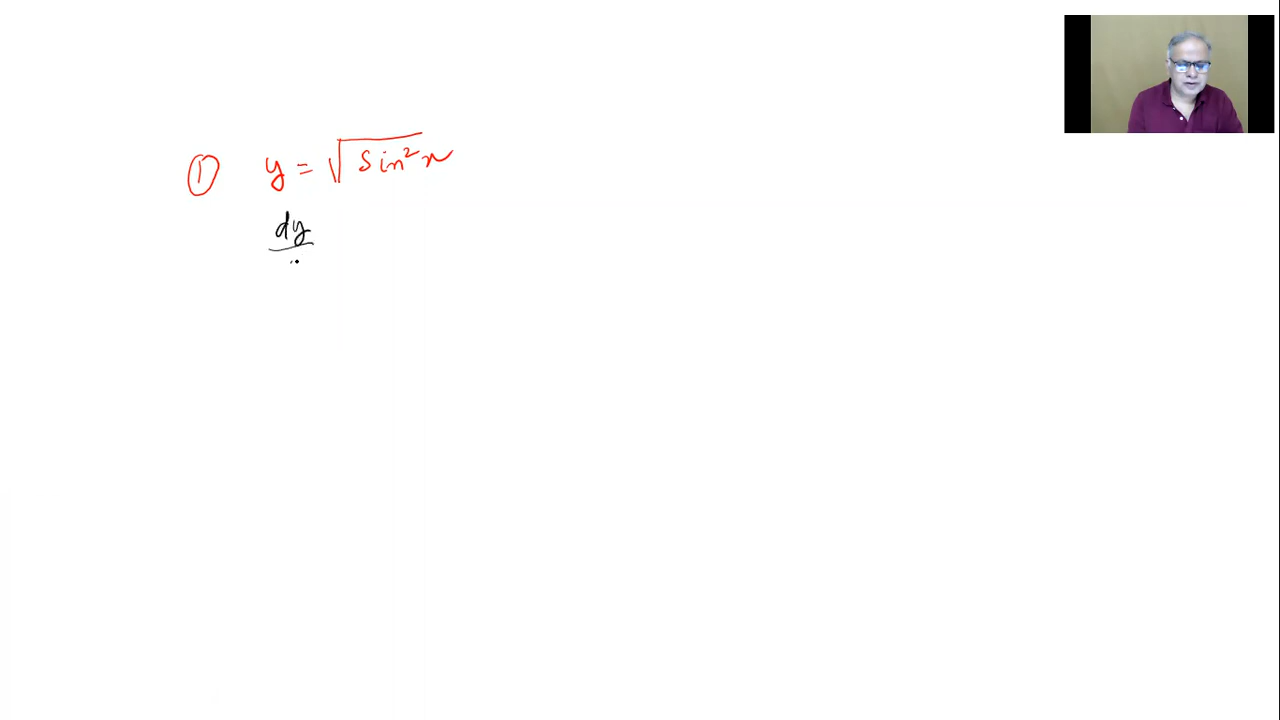 ① y = √sin²x
dy